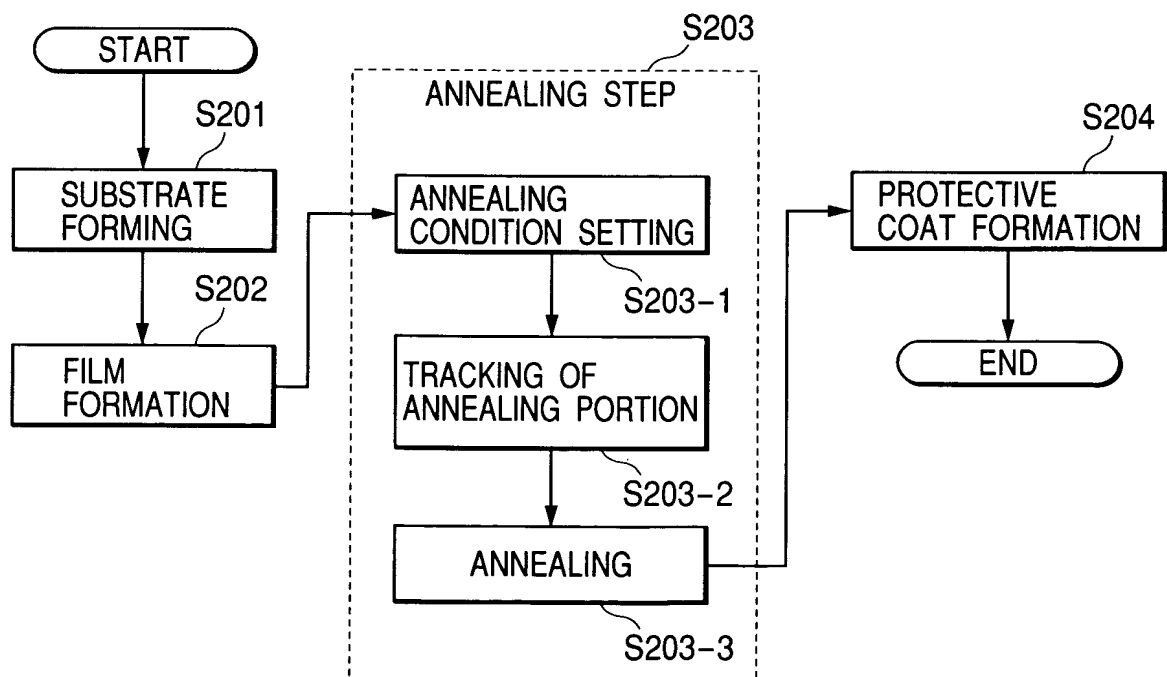 START
S201
SUBSTRATE
FORMING
S202
FILM
FORMATION
S203
ANNEALING STEP
ANNEALING
CONDITION SETTING
S203-1
TRACKING OF
ANNEALING PORTION
S203-2
ANNEALING
S203-3
S204
PROTECTIVE
COAT FORMATION
END